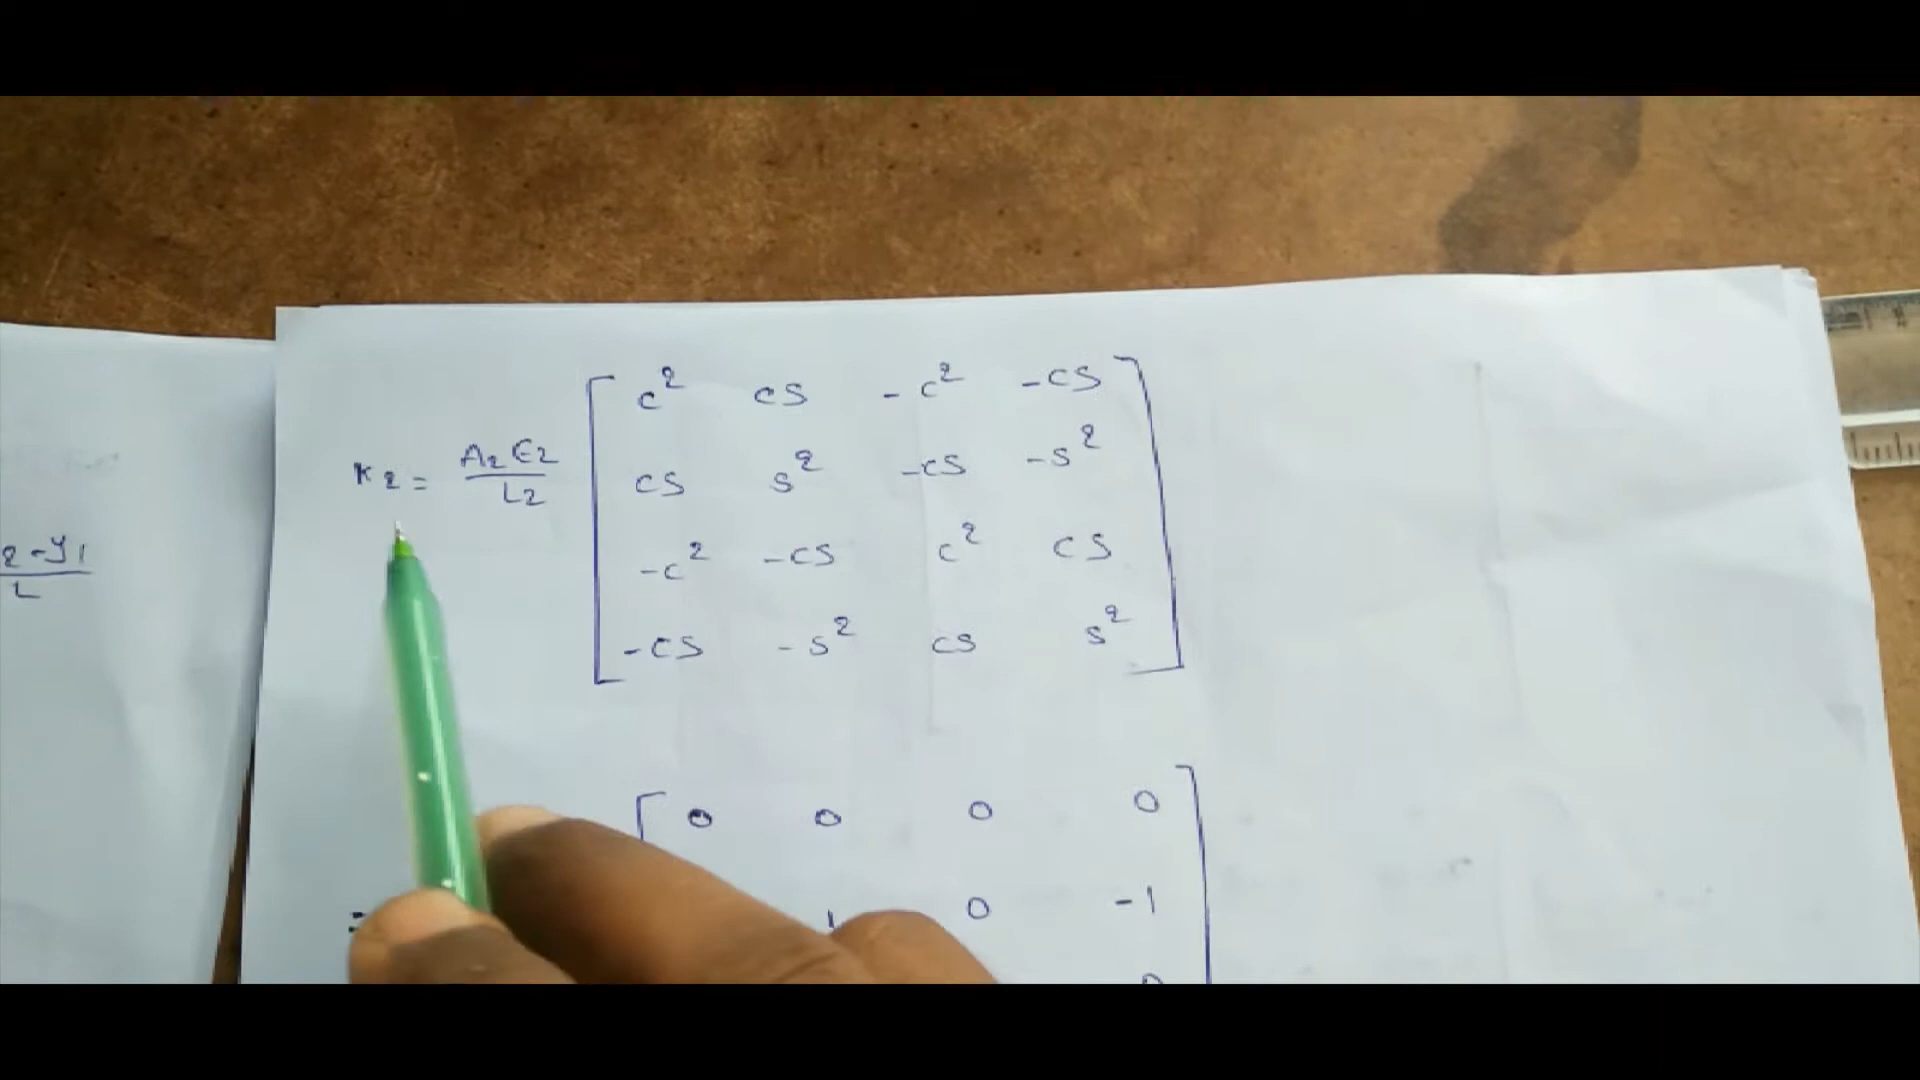 K2 = A2E2/L2
c² cs -c² -cs
cs s² -cs -s²
-c² -cs c² cs
-cs -s² cs s²
2-y1
L
0 0 0 0
= 1 0 -1